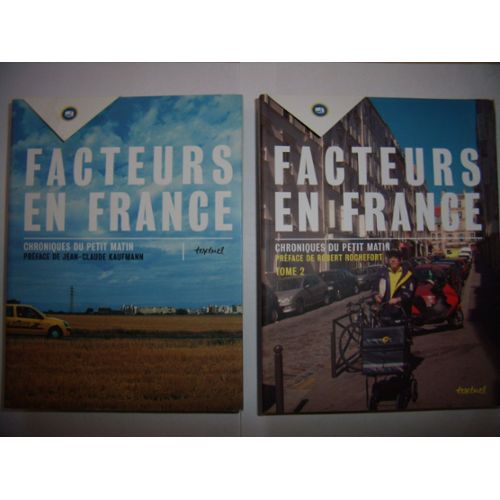 FACTEURS
EN FRANCE
CHRONIQUES DU PETIT MATIN
PRÉFACE DE JEAN-CLAUDE KAUFMANN
textuel
FACTEURS
EN FRANCE
CHRONIQUES DU PETIT MATIN
PRÉFACE DE ROBERT ROCHEFORT
TOME 2
textuel